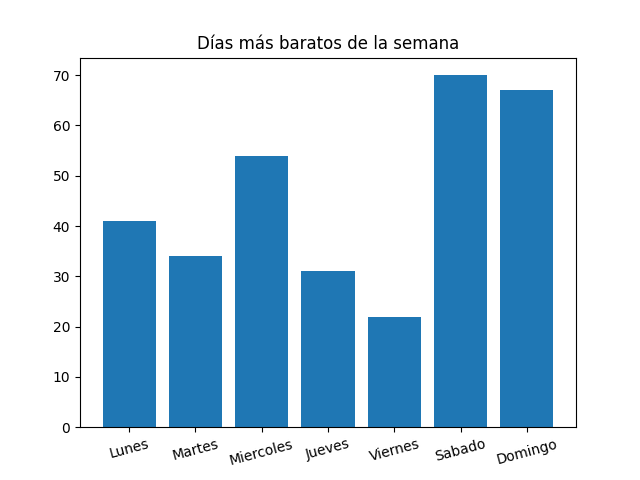 Días más baratos de la semana
70
60
50
40
30
20
10
0
Lunes
Martes
Miercoles
Jueves
Viernes
Sabado
Domingo